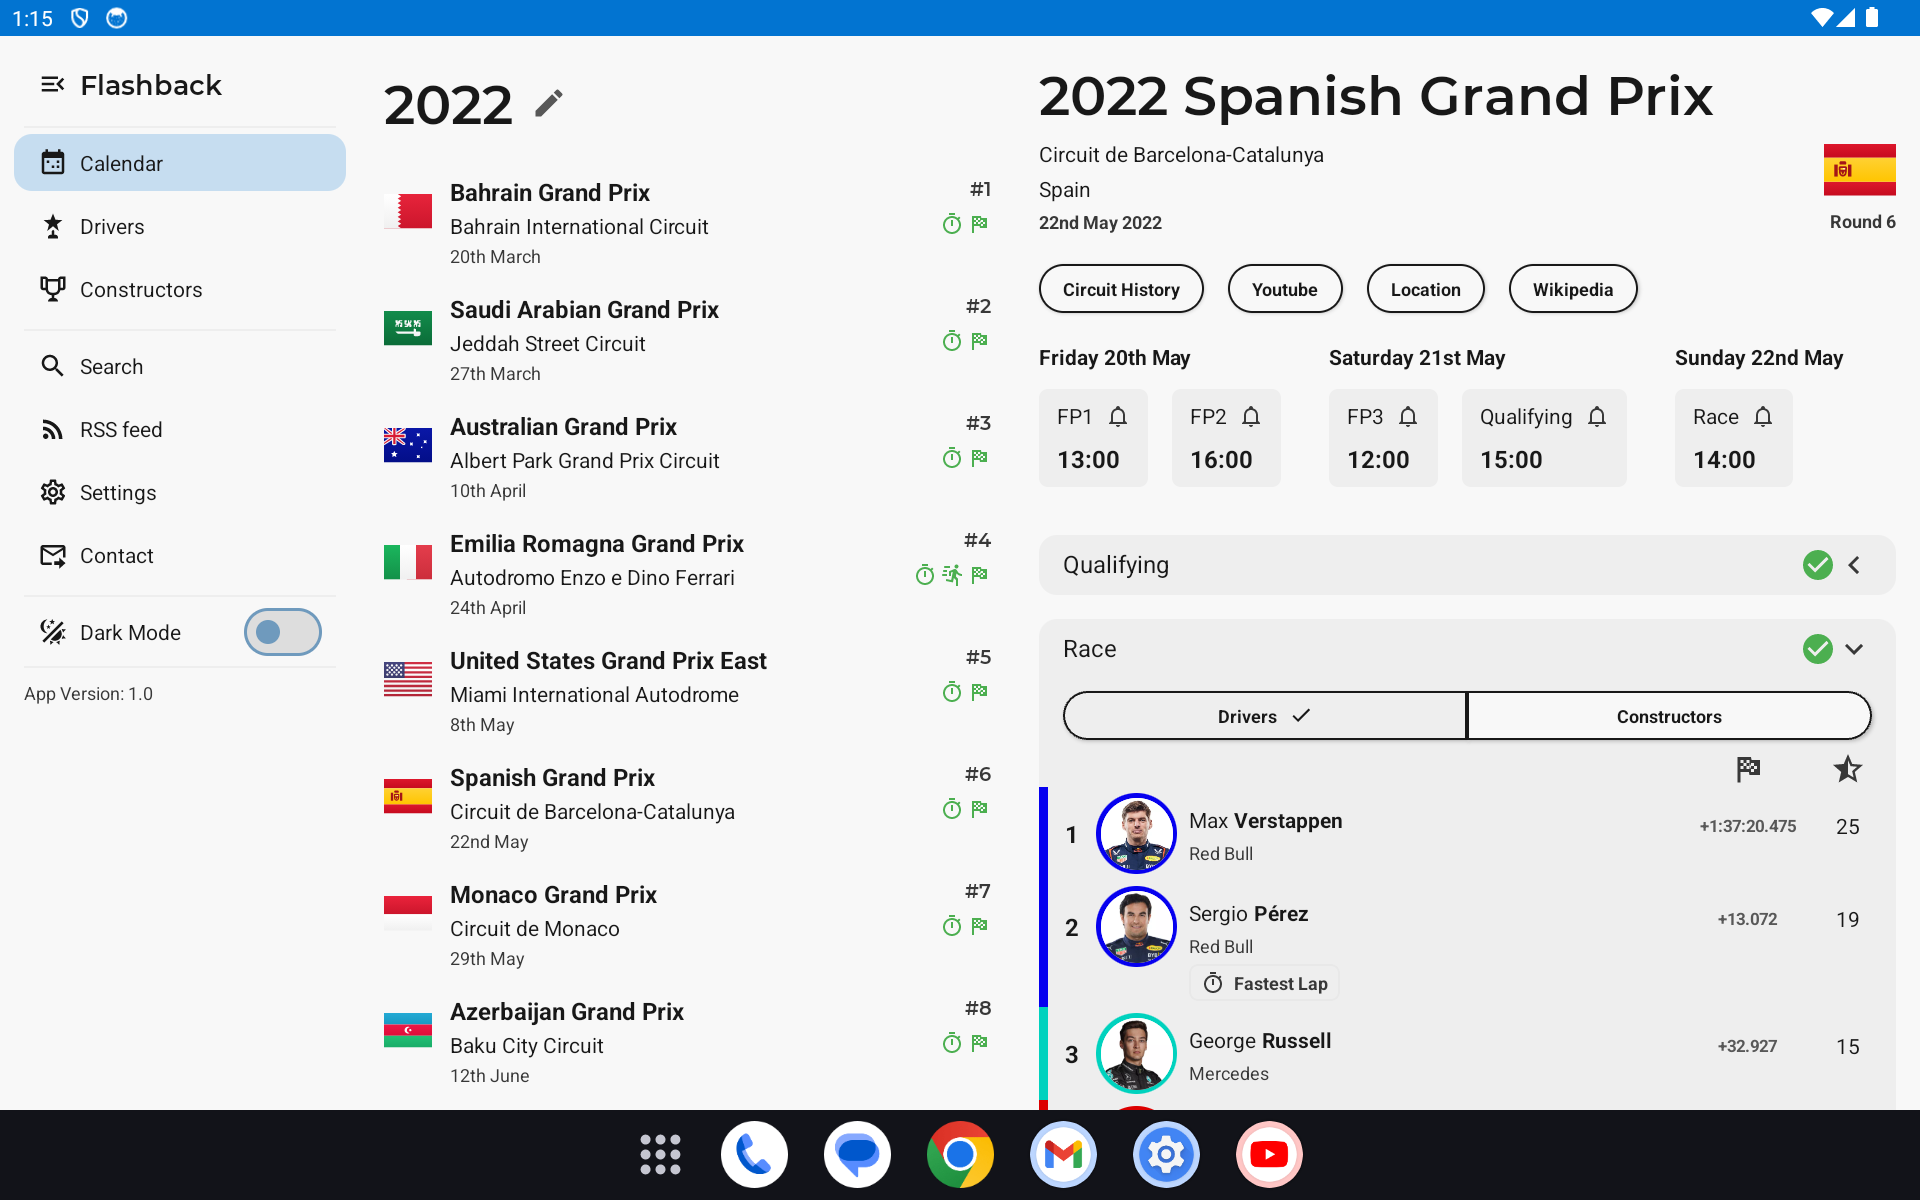 1:15
Flashback
Calendar
Drivers
Constructors
Search
RSS feed
Settings
Contact
Dark Mode
App Version: 1.0
2022
Bahrain Grand Prix
#1
Bahrain International Circuit
20th March
Saudi Arabian Grand Prix
#2
Jeddah Street Circuit
27th March
Australian Grand Prix
#3
Albert Park Grand Prix Circuit
10th April
Emilia Romagna Grand Prix
#4
Autodromo Enzo e Dino Ferrari
24th April
United States Grand Prix East
#5
Miami International Autodrome
8th May
Spanish Grand Prix
#6
Circuit de Barcelona-Catalunya
22nd May
Monaco Grand Prix
#7
Circuit de Monaco
29th May
Azerbaijan Grand Prix
#8
Baku City Circuit
12th June
2022 Spanish Grand Prix
Circuit de Barcelona-Catalunya
Spain
22nd May 2022
Round 6
Circuit History
Youtube
Location
Wikipedia
Friday 20th May
Saturday 21st May
Sunday 22nd May
FP1
13:00
FP2
16:00
FP3
12:00
Qualifying
15:00
Race
14:00
Qualifying
Race
Drivers
Constructors
1
Max Verstappen
Red Bull
+1:37:20.475
25
2
Sergio Pérez
Red Bull
Fastest Lap
+13.072
19
3
George Russell
Mercedes
+32.927
15